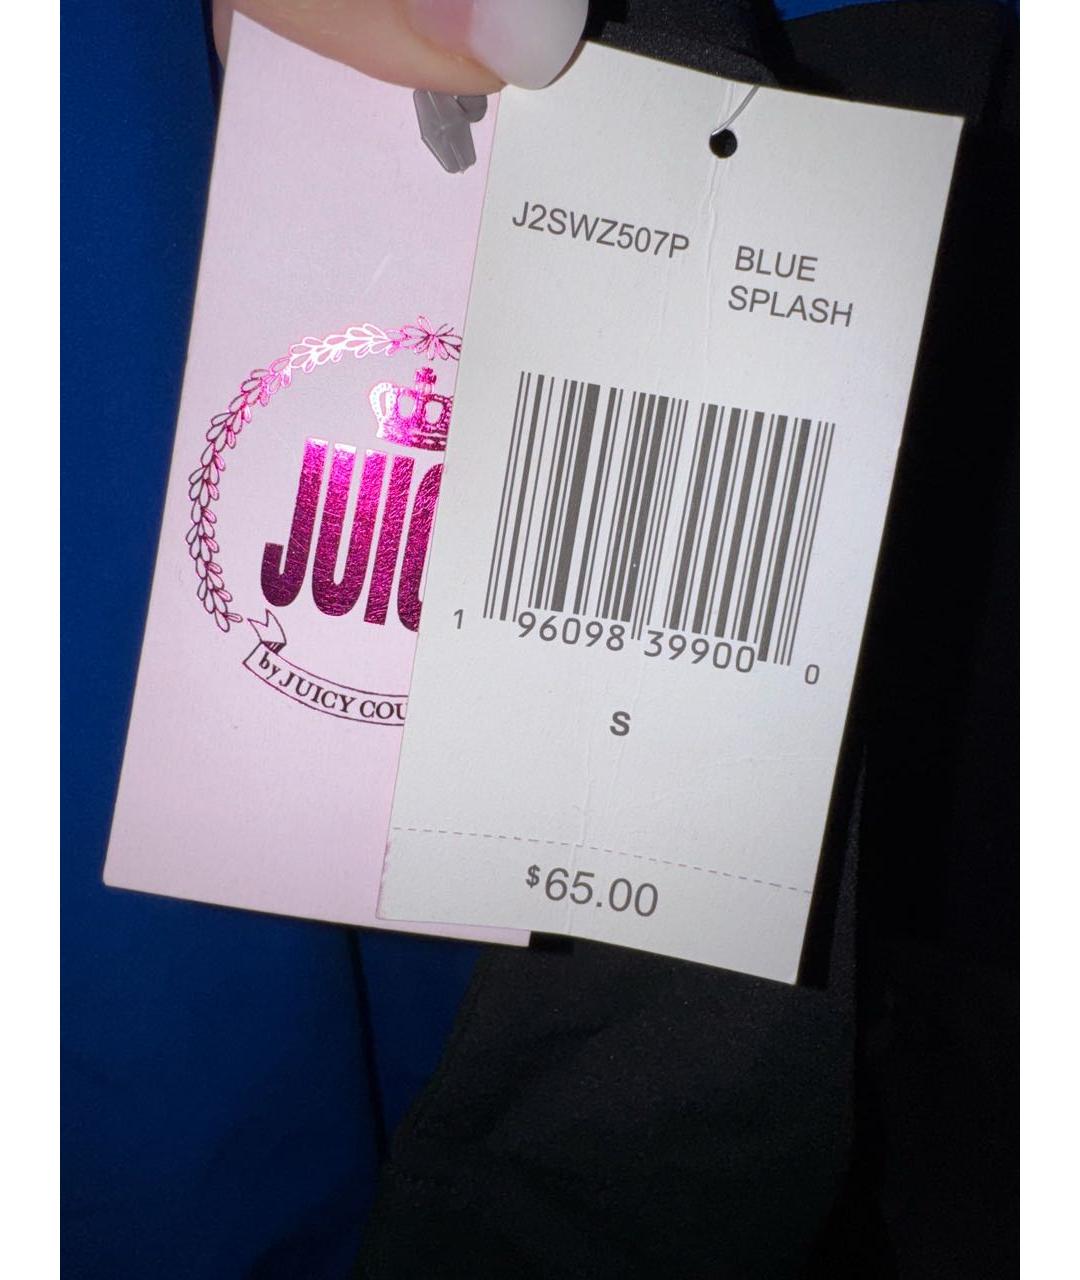 J2SWZ507P
BLUE
SPLASH
JUIC
by JUICY COU
1 96098 39900 0
S
$65.00